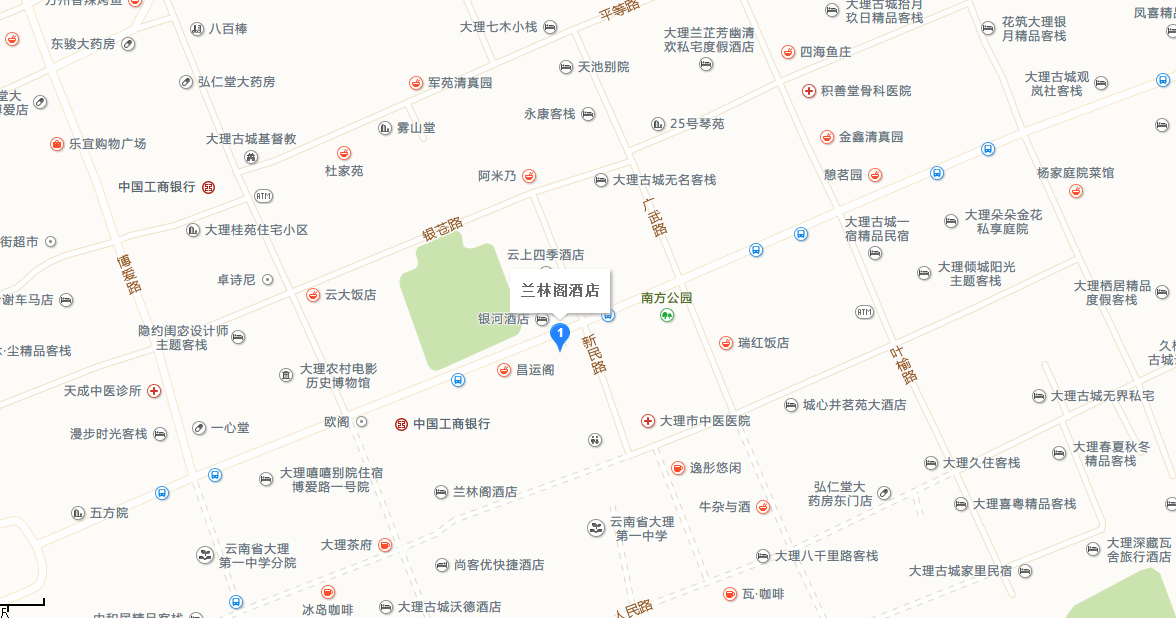 平等路
八百棒
大理七木小栈
大理古城拾月
玖日精品客栈
花筑大理银
月精品客栈
东骏大药房
大理兰芷芳幽清
欢私宅度假酒店
四海鱼庄
天池别院
弘仁堂大药房
军苑清真园
大理古城观
岚社客栈
积善堂骨科医院
永康客栈
25号琴苑
雾山堂
乐宜购物广场
大理古城基督教
金鑫清真园
杜家苑
阿米乃
大理古城无名客栈
憩茗园
杨家庭院菜馆
中国工商银行
ATM
广武路
大理古城一
宿精品民宿
大理朵朵金花
私享庭院
大理桂苑住宅小区
银苍路
街超市
博爱路
云上四季酒店
卓诗尼
大理倾城阳光
主题客栈
大理栖居精品
度假客栈
谢车马店
云大饭店
兰林阁酒店
南方公园
银河酒店
1
ATM
隐约闺宓设计师
主题客栈
新民路
瑞红饭店
叶榆路
尘精品客栈
大理农村电影
历史博物馆
昌运阁
天成中医诊所
大理古城无界私宅
城心井茗苑大酒店
漫步时光客栈
一心堂
欧阁
中国工商银行
大理市中医医院
大理春夏秋冬
精品客栈
大理久住客栈
逸彤悠闲
大理嘻嘻别院住宿
博爱路一号院
兰林阁酒店
弘仁堂大
药房东门店
牛杂与酒
大理喜粤精品客栈
五方院
云南省大理
第一中学
云南省大理
第一中学分院
大理茶府
大理八千里路客栈
大理深藏瓦
舍旅行酒店
尚客优快捷酒店
大理古城家里民宿
冰岛咖啡
大理古城沃德酒店
人民路
瓦·咖啡